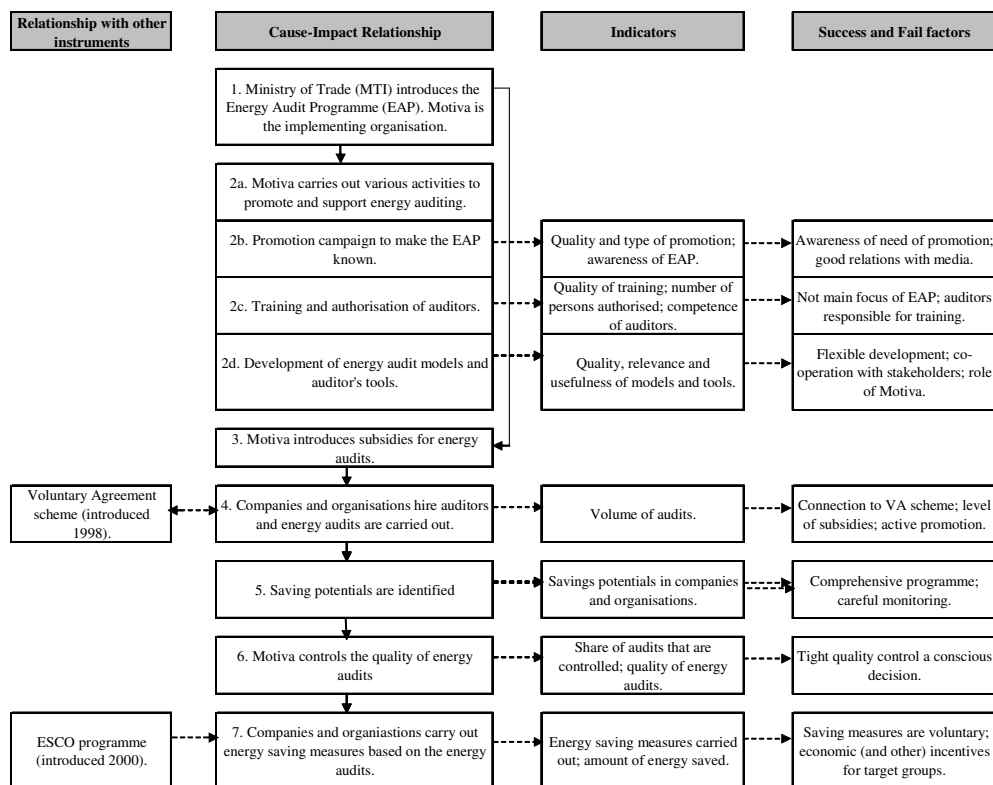 Relationship with other
instruments
Cause-Impact Relationship
Indicators
Success and Fail factors
1. Ministry of Trade (MTI) introduces the
Energy Audit Programme (EAP). Motiva is
the implementing organisation.
2a. Motiva carries out various activities to
promote and support energy auditing.
2b. Promotion campaign to make the EAP
known.
Quality and type of promotion;
awareness of EAP.
Awareness of need of promotion;
good relations with media.
2c. Training and authorisation of auditors.
Quality of training; number of
persons authorised; competence
of auditors.
Not main focus of EAP; auditors
responsible for training.
2d. Development of energy audit models and
auditor's tools.
Quality, relevance and
usefulness of models and tools.
Flexible development; co-
operation with stakeholders; role
of Motiva.
3. Motiva introduces subsidies for energy
audits.
Voluntary Agreement
scheme (introduced
1998).
4. Companies and organisations hire auditors
and energy audits are carried out.
Volume of audits.
Connection to VA scheme; level
of subsidies; active promotion.
5. Saving potentials are identified
Savings potentials in companies
and organisations.
Comprehensive programme;
careful monitoring.
6. Motiva controls the quality of energy
audits
Share of audits that are
controlled; quality of energy
audits.
Tight quality control a conscious
decision.
ESCO programme
(introduced 2000).
7. Companies and organiastions carry out
energy saving measures based on the energy
audits.
Energy saving measures carried
out; amount of energy saved.
Saving measures are voluntary;
economic (and other) incentives
for target groups.